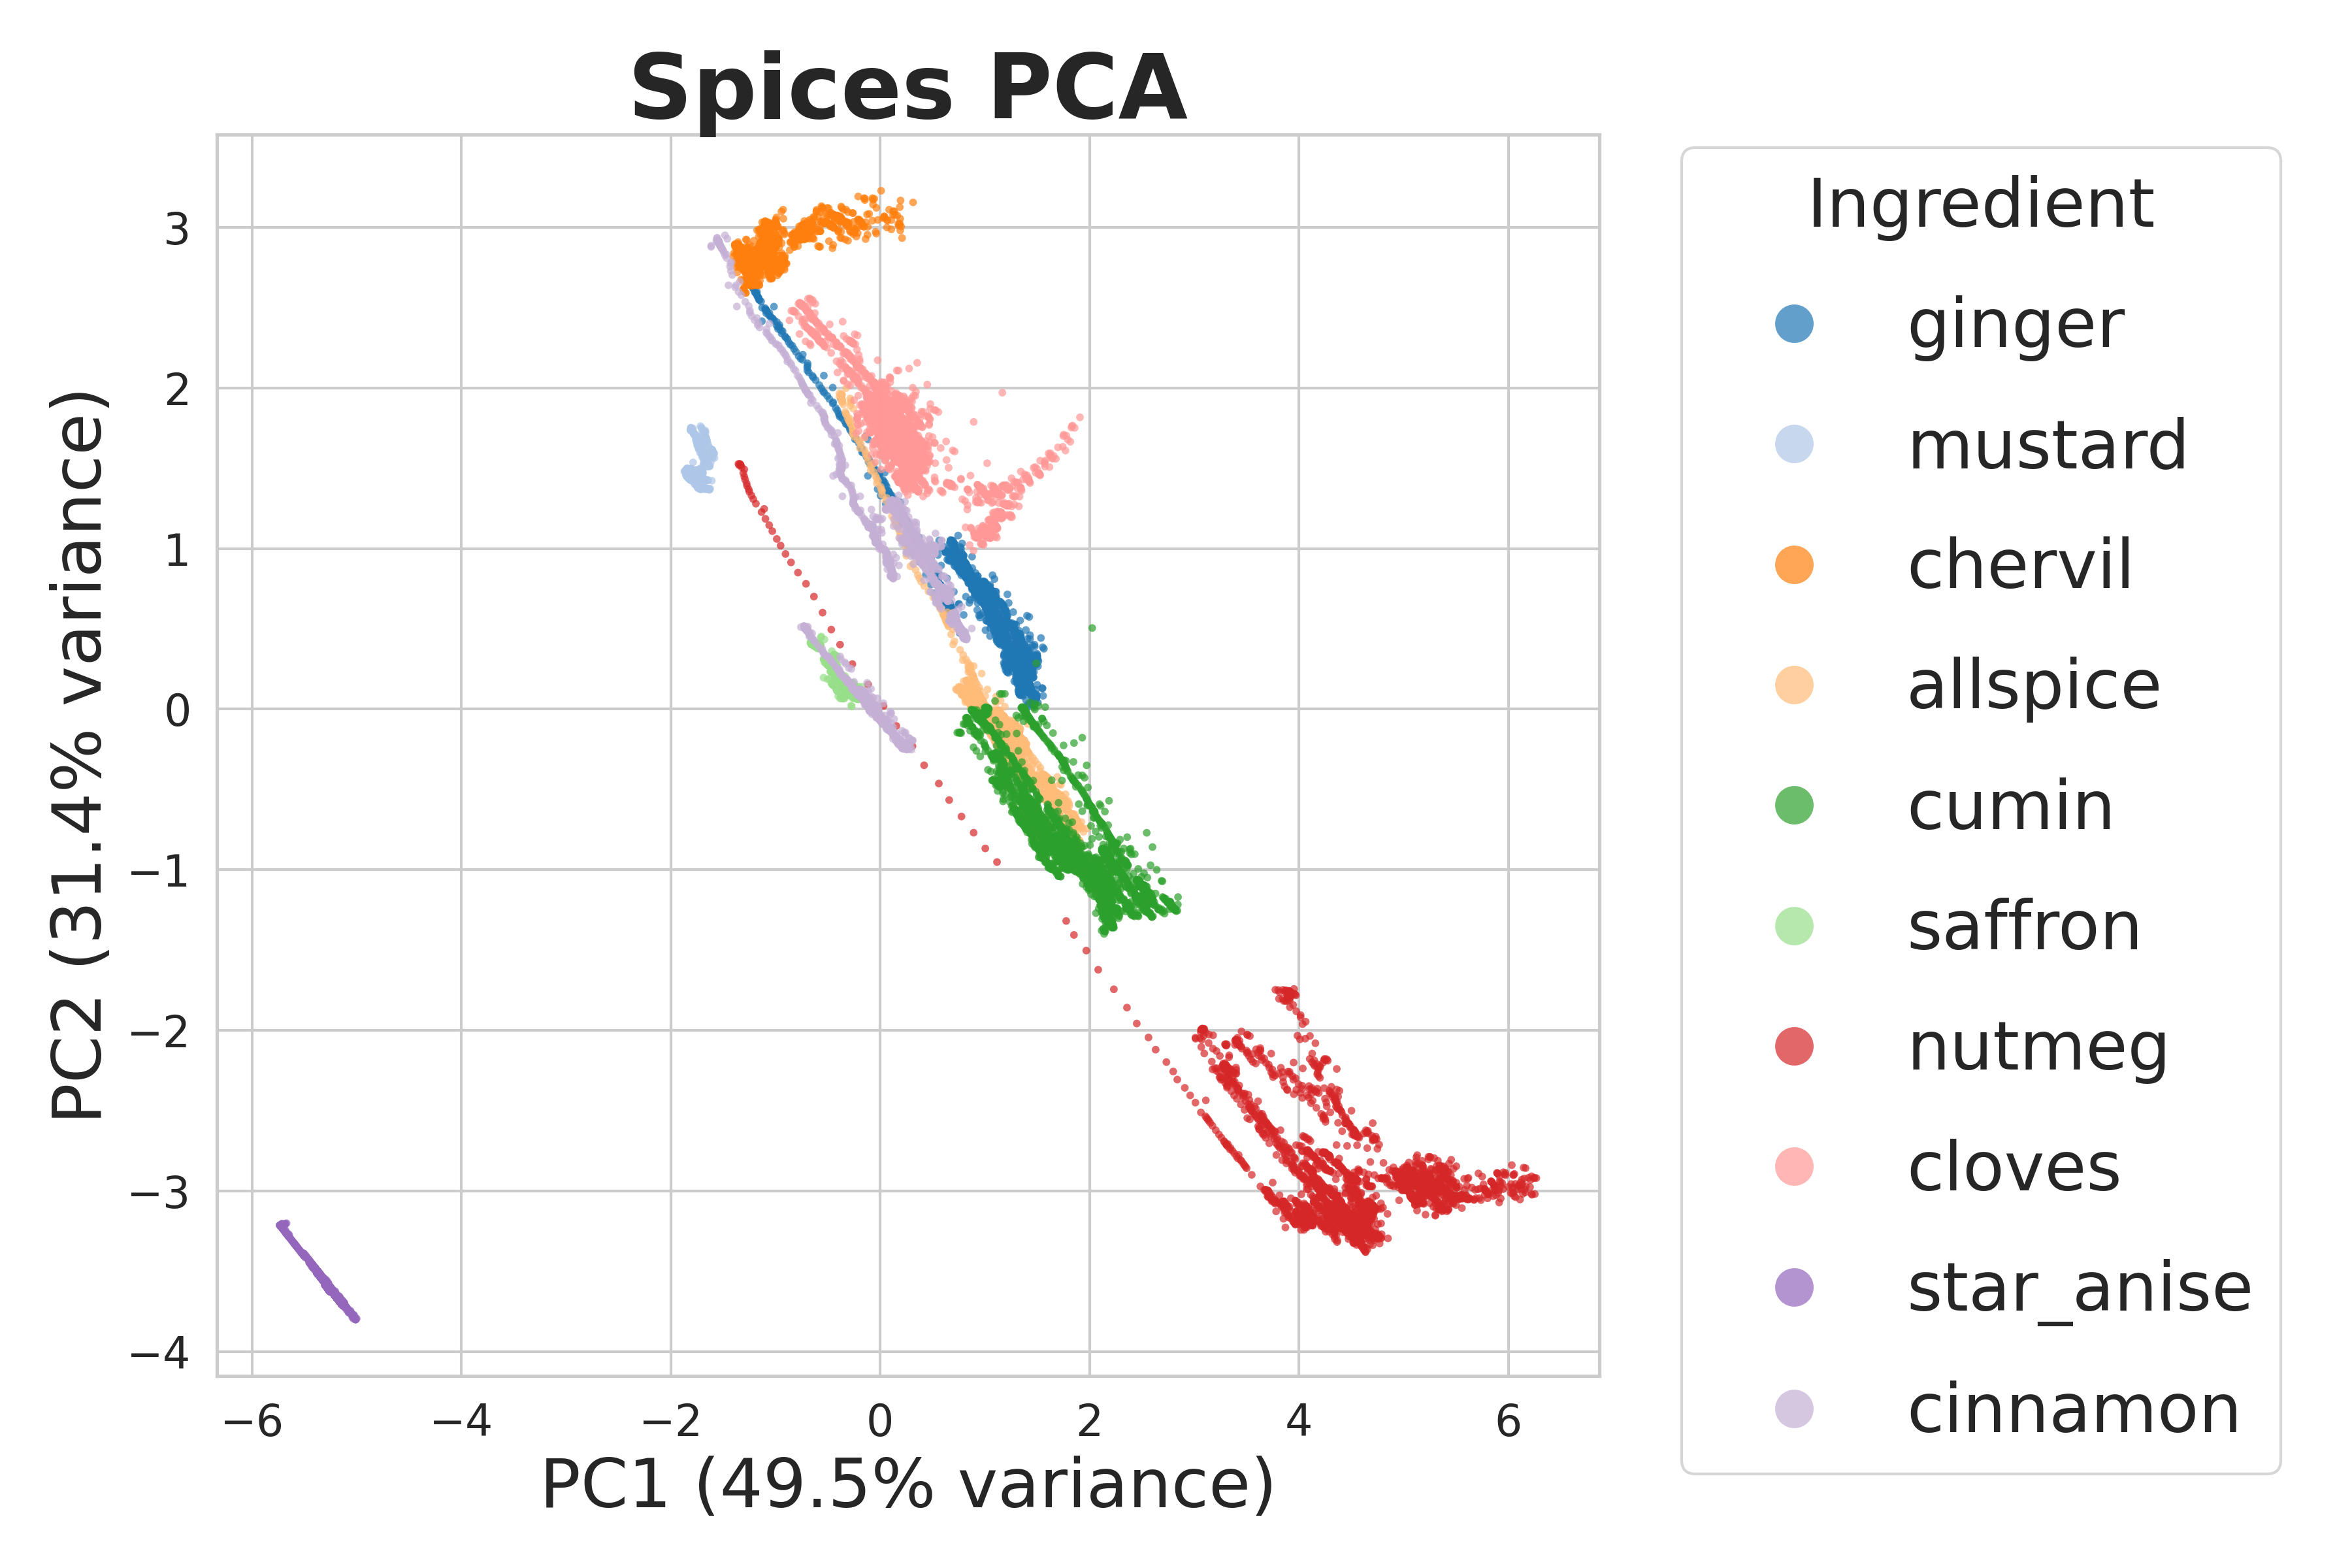 Spices PCA
PC2 (31.4% variance)
3
2
1
0
−1
−2
−3
−4
−6
−4
−2
0
2
4
6
PC1 (49.5% variance)
Ingredient
ginger
mustard
chervil
allspice
cumin
saffron
nutmeg
cloves
star_anise
cinnamon